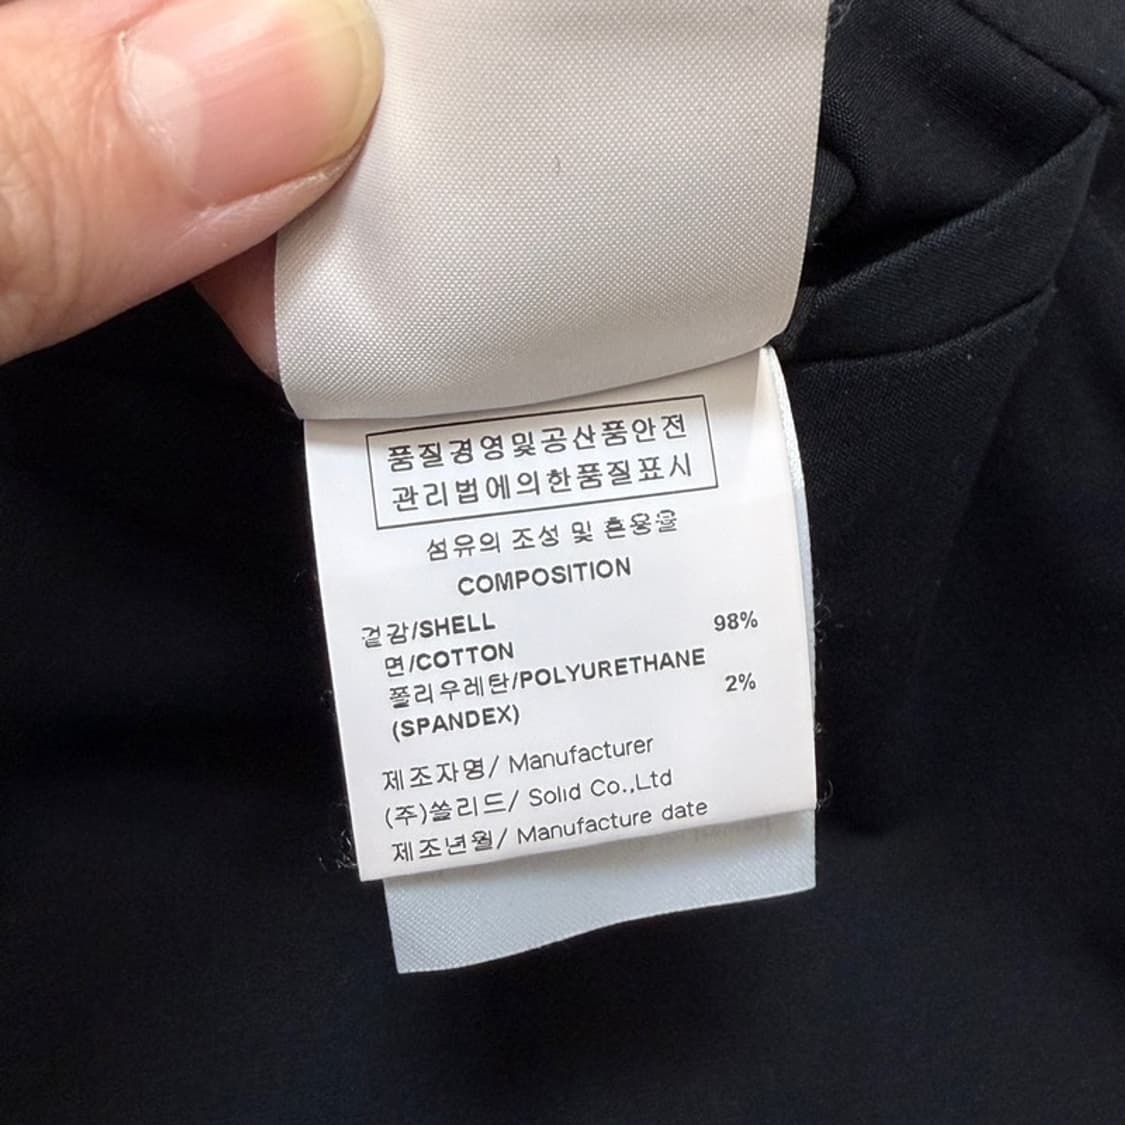 품질경영및공산품안전
관리법에의한품질표시
섬유의 조성 및 혼용율
COMPOSITION
겉감/SHELL
면/COTTON 98%
폴리우레탄/POLYURETHANE
(SPANDEX) 2%
제조자명/ Manufacturer
(주)쏠리드/ Solid Co.,Ltd
제조년월/ Manufacture date